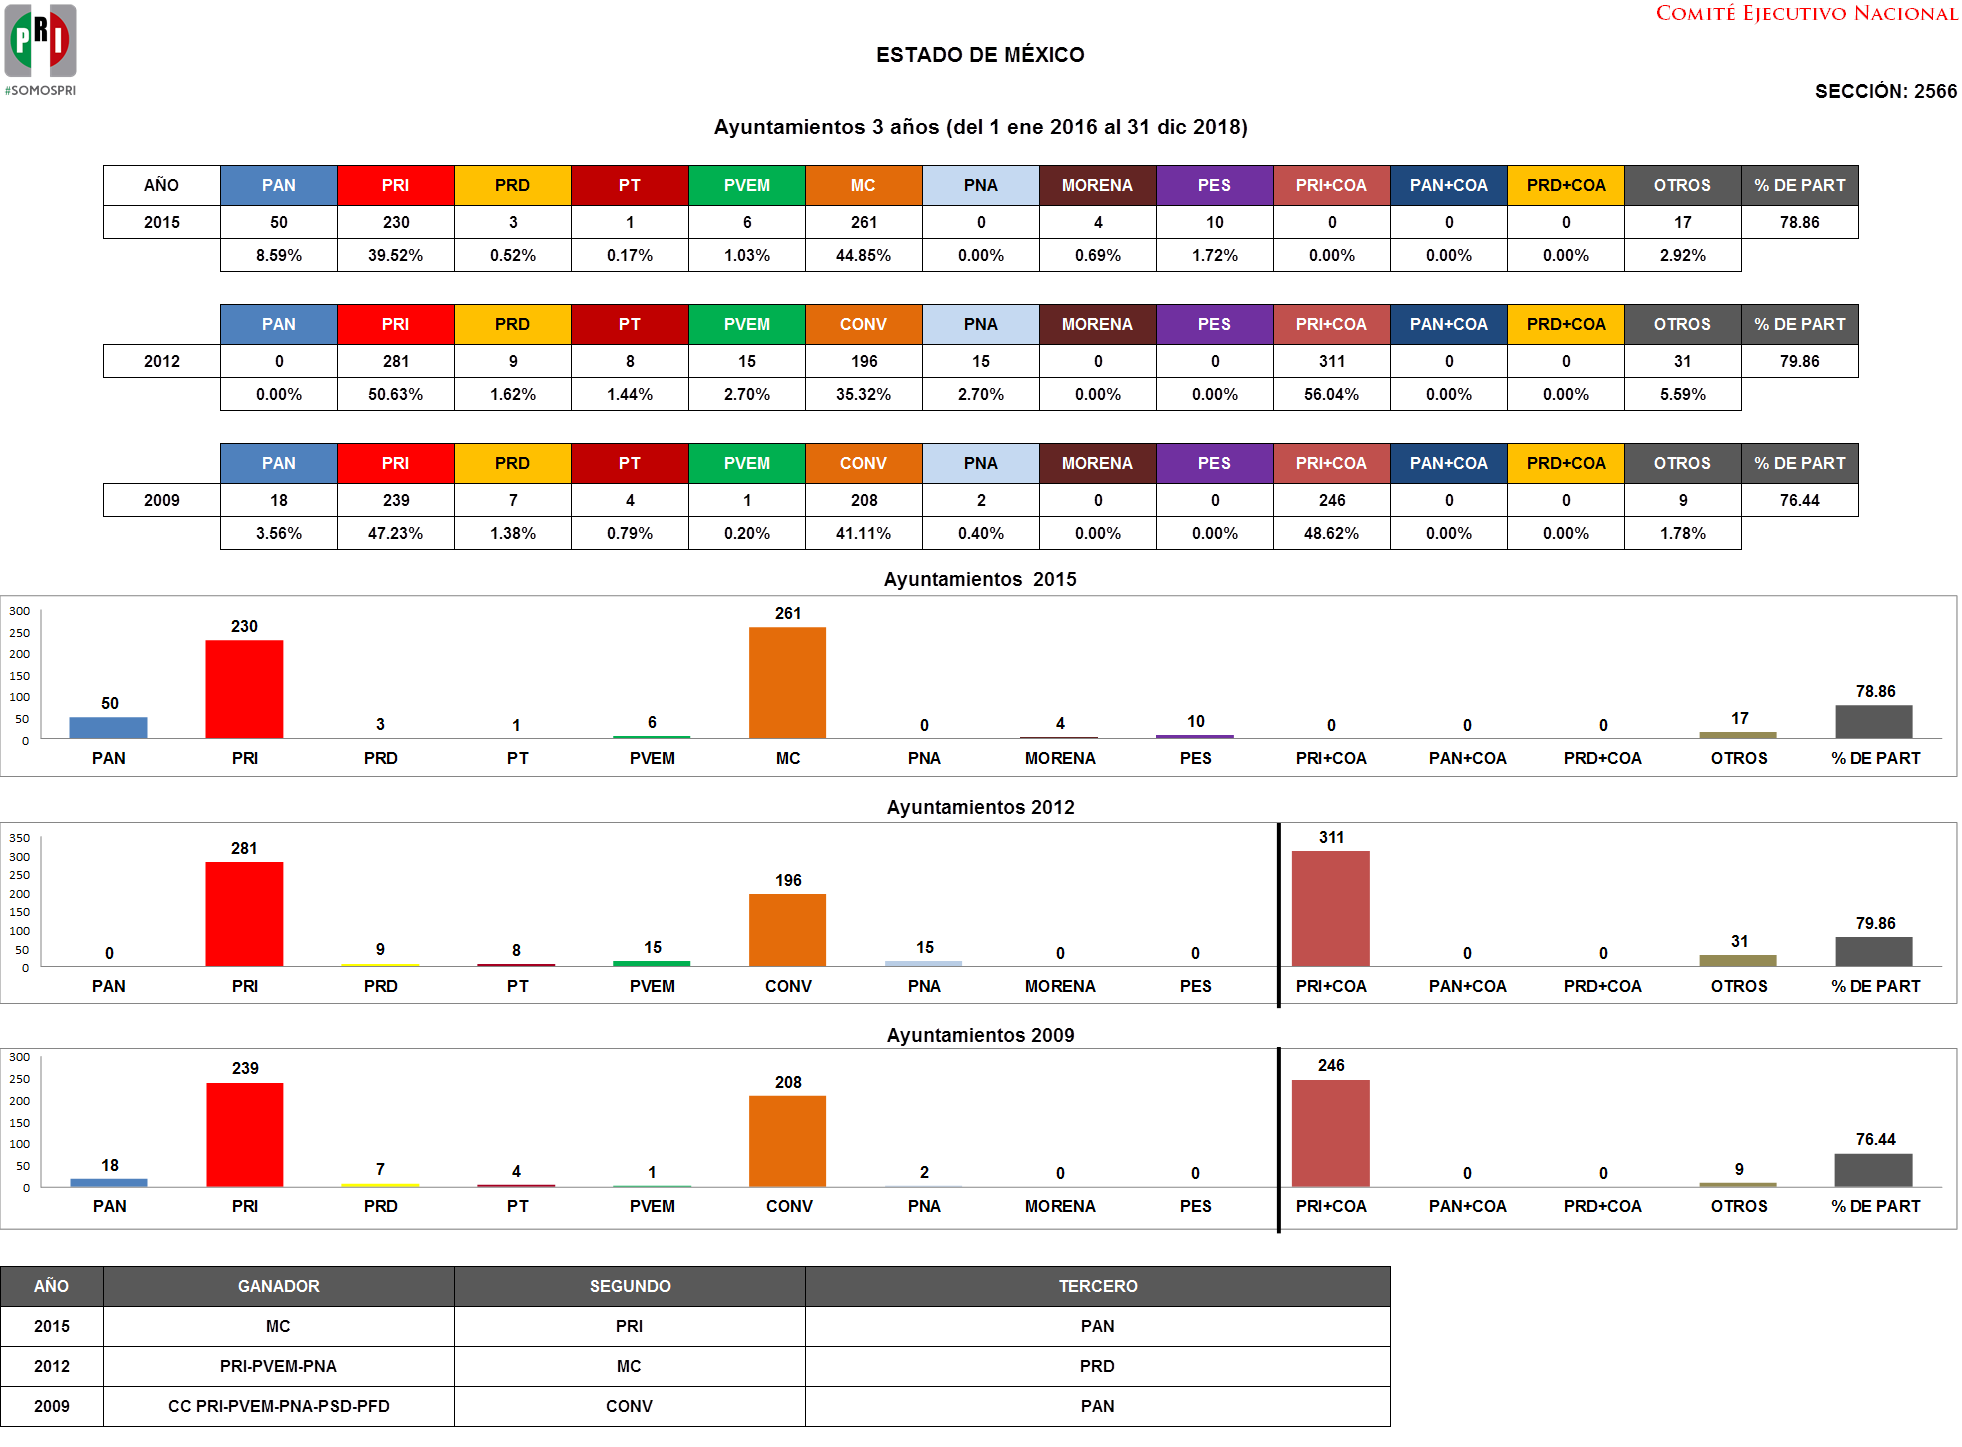 PRI
#SOMOSPRI
COMITÉ EJECUTIVO NACIONAL
ESTADO DE MÉXICO
SECCIÓN: 2566
Ayuntamientos 3 años (del 1 ene 2016 al 31 dic 2018)
AÑO PAN PRI PRD PT PVEM MC PNA MORENA PES PRI+COA PAN+COA PRD+COA OTROS % DE PART
2015 50 230 3 1 6 261 0 4 10 0 0 0 17 78.86
8.59% 39.52% 0.52% 0.17% 1.03% 44.85% 0.00% 0.69% 1.72% 0.00% 0.00% 0.00% 2.92%
PAN PRI PRD PT PVEM CONV PNA MORENA PES PRI+COA PAN+COA PRD+COA OTROS % DE PART
2012 0 281 9 8 15 196 15 0 0 311 0 0 31 79.86
0.00% 50.63% 1.62% 1.44% 2.70% 35.32% 2.70% 0.00% 0.00% 56.04% 0.00% 0.00% 5.59%
PAN PRI PRD PT PVEM CONV PNA MORENA PES PRI+COA PAN+COA PRD+COA OTROS % DE PART
2009 18 239 7 4 1 208 2 0 0 246 0 0 9 76.44
3.56% 47.23% 1.38% 0.79% 0.20% 41.11% 0.40% 0.00% 0.00% 48.62% 0.00% 0.00% 1.78%
Ayuntamientos 2015
300
250
200
150
100
50
0
50 230 3 1 6 261 0 4 10 0 0 0 17 78.86
PAN PRI PRD PT PVEM MC PNA MORENA PES PRI+COA PAN+COA PRD+COA OTROS % DE PART
Ayuntamientos 2012
350
300
250
200
150
100
50
0
0 281 9 8 15 196 15 0 0 311 0 0 31 79.86
PAN PRI PRD PT PVEM CONV PNA MORENA PES PRI+COA PAN+COA PRD+COA OTROS % DE PART
Ayuntamientos 2009
300
250
200
150
100
50
0
18 239 7 4 1 208 2 0 0 246 0 0 9 76.44
PAN PRI PRD PT PVEM CONV PNA MORENA PES PRI+COA PAN+COA PRD+COA OTROS % DE PART
AÑO GANADOR SEGUNDO TERCERO
2015 MC PRI PAN
2012 PRI-PVEM-PNA MC PRD
2009 CC PRI-PVEM-PNA-PSD-PFD CONV PAN